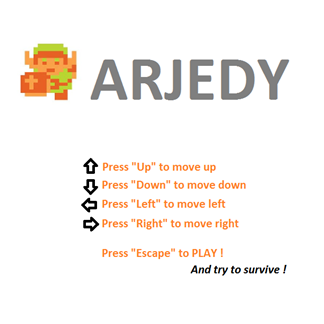 ARJEDY
Press "Up" to move up
Press "Down" to move down
Press "Left" to move left
Press "Right" to move right
Press "Escape" to PLAY !
And try to survive !